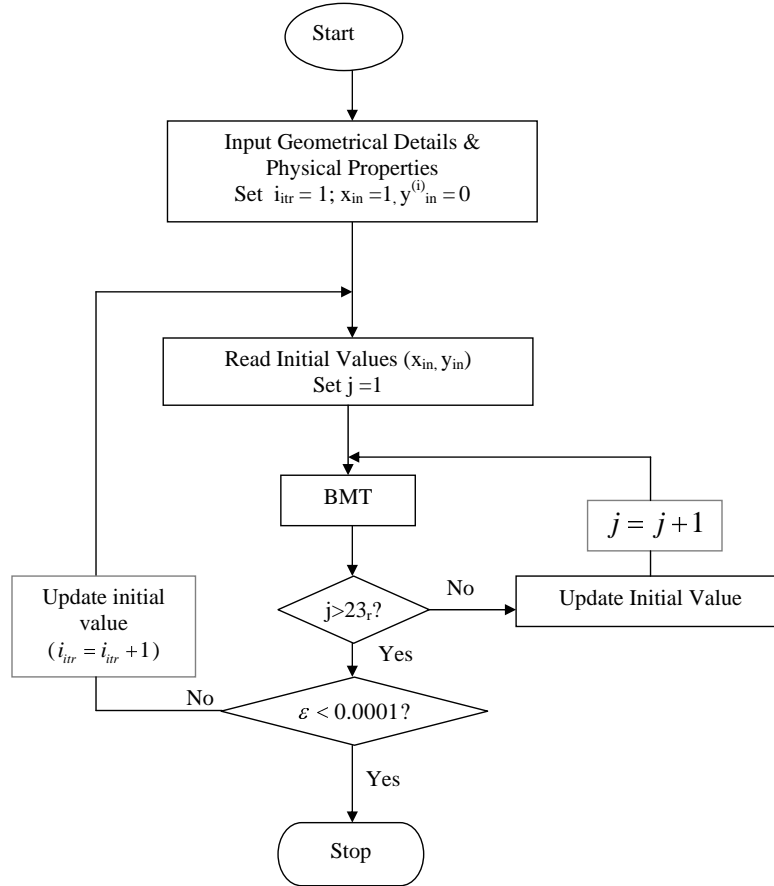 Start
Input Geometrical Details &
Physical Properties
Set i_itr = 1; x_in =1, y^(i)_in = 0
Read Initial Values (x_in, y_in)
Set j =1
BMT
j = j +1
j>23_r?
No
Update Initial Value
Update initial
value
(i_itr = i_itr +1)
Yes
No
ε < 0.0001?
Yes
Stop